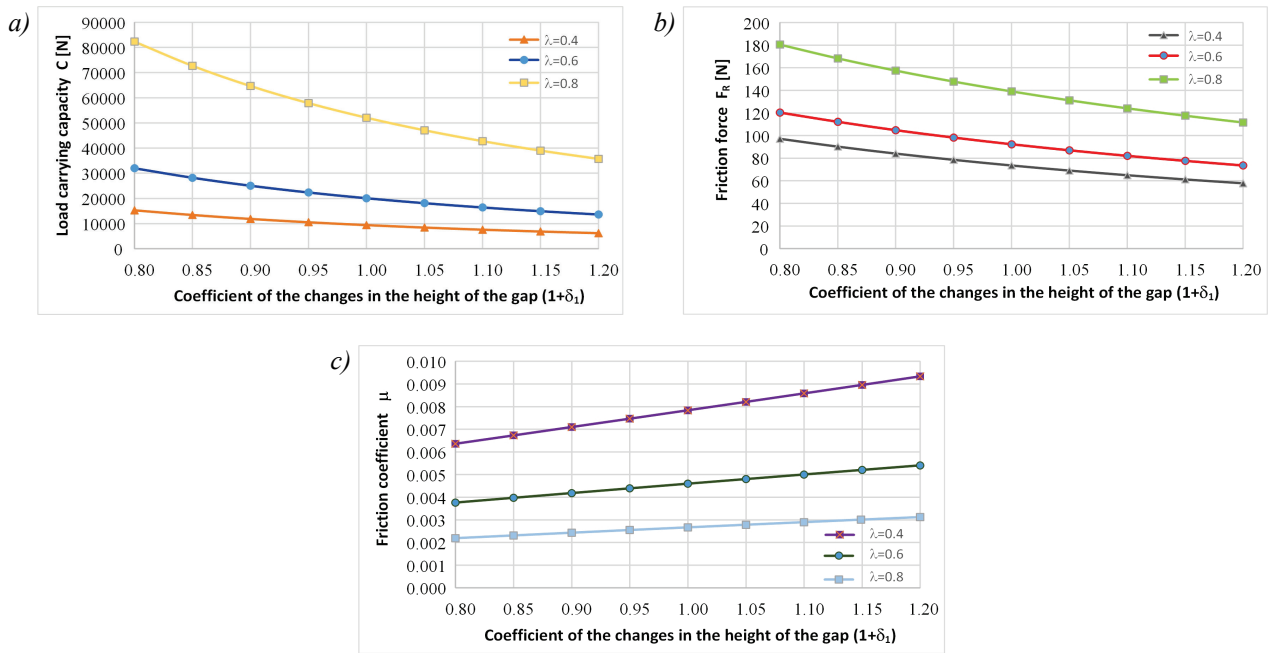 a)
Load carrying capacity C [N]
90000
80000
70000
60000
50000
40000
30000
20000
10000
0
λ=0.4
λ=0.6
λ=0.8
0.80 0.85 0.90 0.95 1.00 1.05 1.10 1.15 1.20
Coefficient of the changes in the height of the gap (1+δ₁)
b)
Friction force F_R [N]
200
180
160
140
120
100
80
60
40
20
0
λ=0.4
λ=0.6
λ=0.8
0.80 0.85 0.90 0.95 1.00 1.05 1.10 1.15 1.20
Coefficient of the changes in the height of the gap (1+δ₁)
c)
Friction coefficient μ
0.010
0.009
0.008
0.007
0.006
0.005
0.004
0.003
0.002
0.001
0.000
λ=0.4
λ=0.6
λ=0.8
0.80 0.85 0.90 0.95 1.00 1.05 1.10 1.15 1.20
Coefficient of the changes in the height of the gap (1+δ₁)